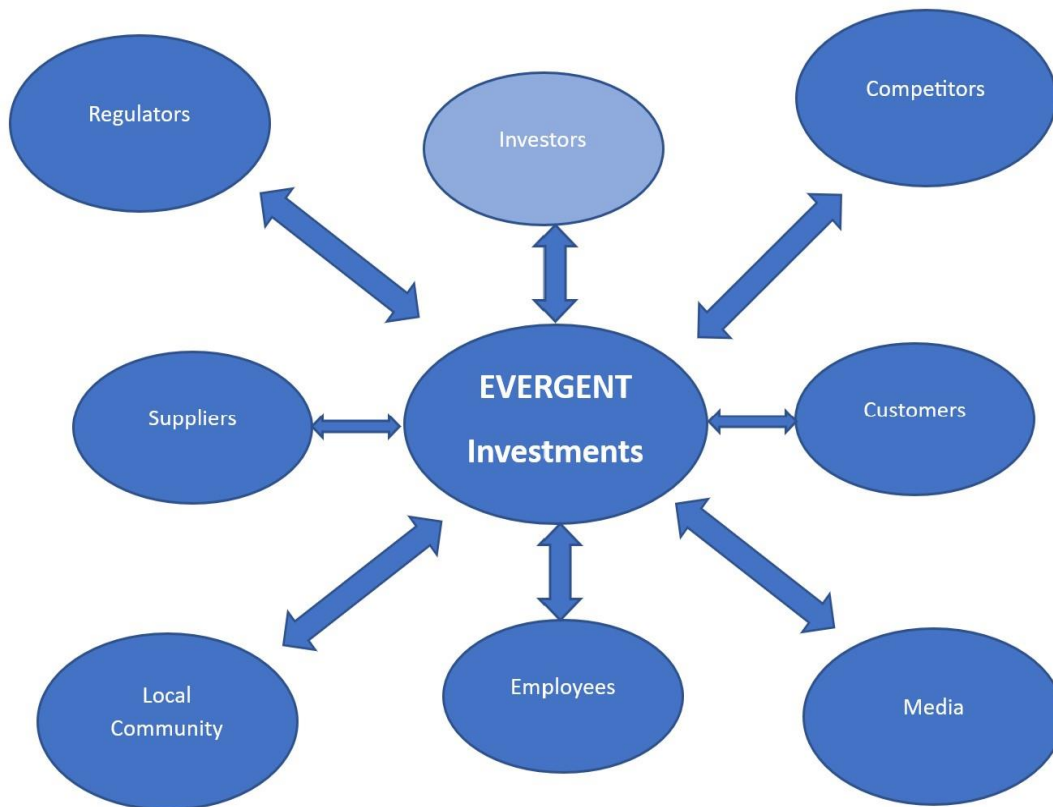 Regulators
Investors
Competitors
Suppliers
EVERGENT
Investments
Customers
Local
Community
Employees
Media